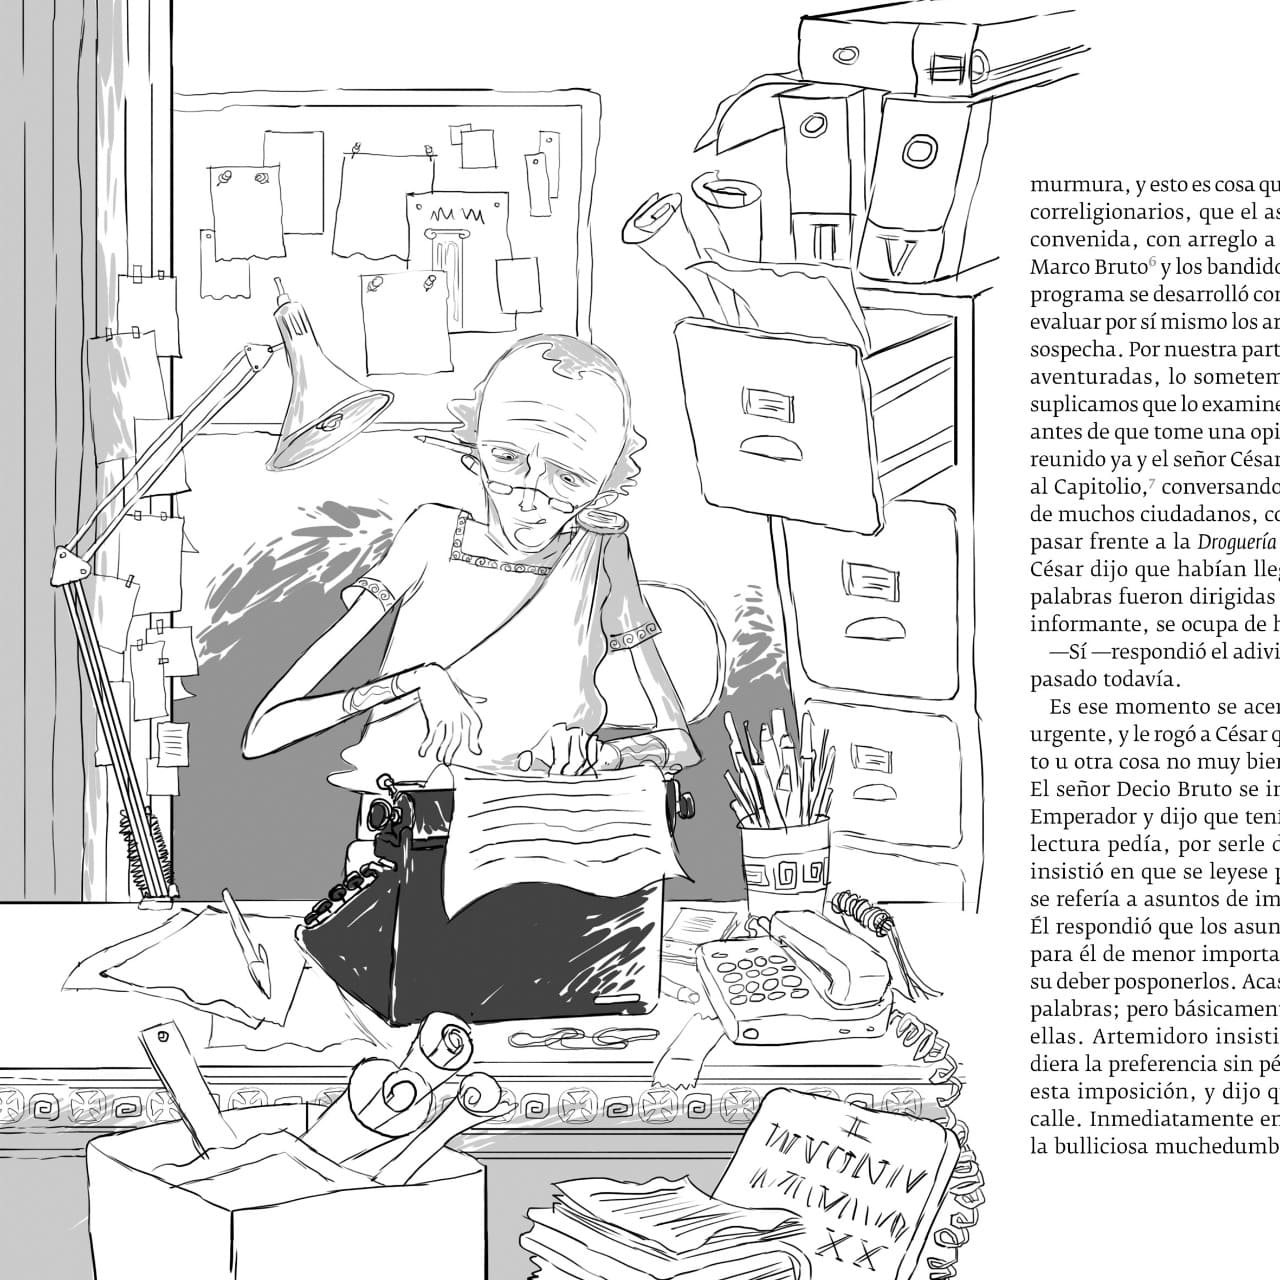 II
V
I
XX
murmura, y esto es cosa qu
correligionarios, que el as
convenida, con arreglo a
Marco Bruto⁶ y los bandido
programa se desarrolló con
evaluar por sí mismo los ar
sospecha. Por nuestra part
aventuradas, lo sometem
suplicamos que lo examine
antes de que tome una opi
reunido ya y el señor César
al Capitolio,⁷ conversando
de muchos ciudadanos, co
pasar frente a la Droguería
César dijo que habían lleg
palabras fueron dirigidas
informante, se ocupa de h
—Sí —respondió el adivi
pasado todavía.
Es ese momento se acer
urgente, y le rogó a César q
to u otra cosa no muy bien
El señor Decio Bruto se in
Emperador y dijo que tení
lectura pedía, por serle d
insistió en que se leyese p
se refería a asuntos de im
Él respondió que los asun
para él de menor importa
su deber posponerlos. Acas
palabras; pero básicament
ellas. Artemidoro insisti
diera la preferencia sin pé
esta imposición, y dijo q
calle. Inmediatamente en
la bulliciosa muchedumb